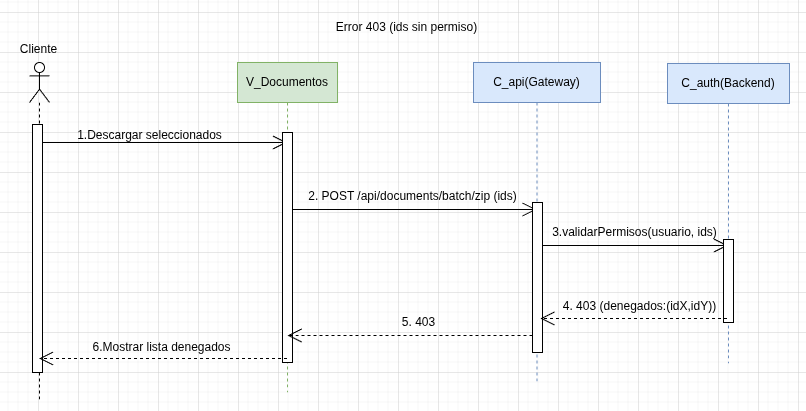 Error 403 (ids sin permiso)
Cliente
V_Documentos
C_api(Gateway)
C_auth(Backend)
1.Descargar seleccionados
2. POST /api/documents/batch/zip (ids)
3.validarPermisos(usuario, ids)
4. 403 (denegados:(idX,idY))
5. 403
6.Mostrar lista denegados